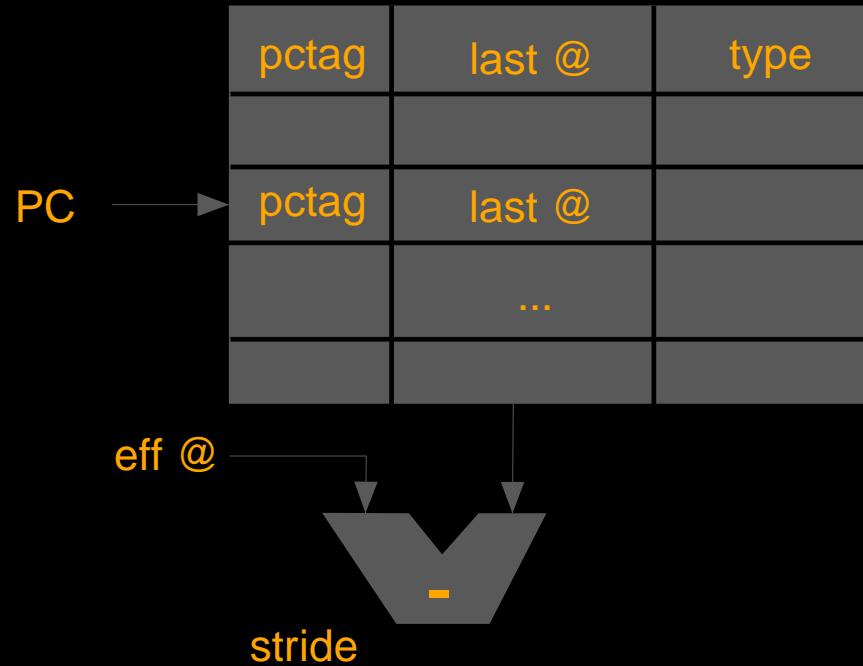 pctag last @ type
PC pctag last @
...
eff @
-
stride